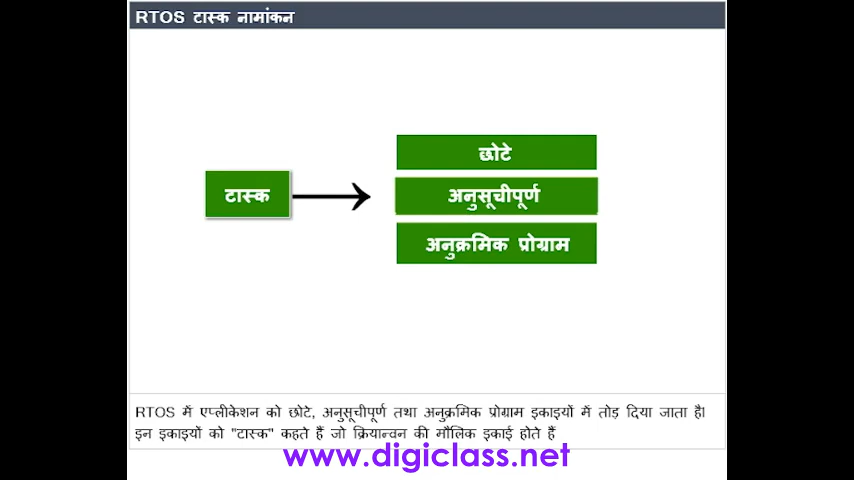 RTOS टास्क नामांकन
छोटे
टास्क
अनुसूचीपूर्ण
अनुक्रमिक प्रोग्राम
RTOS में एप्लीकेशन को छोटे, अनुसूचीपूर्ण तथा अनुक्रमिक प्रोग्राम इकाइयों में तोड़ दिया जाता है।
इन इकाइयों को "टास्क" कहते हैं जो क्रियान्वन की मौलिक इकाई होते हैं
www.digiclass.net